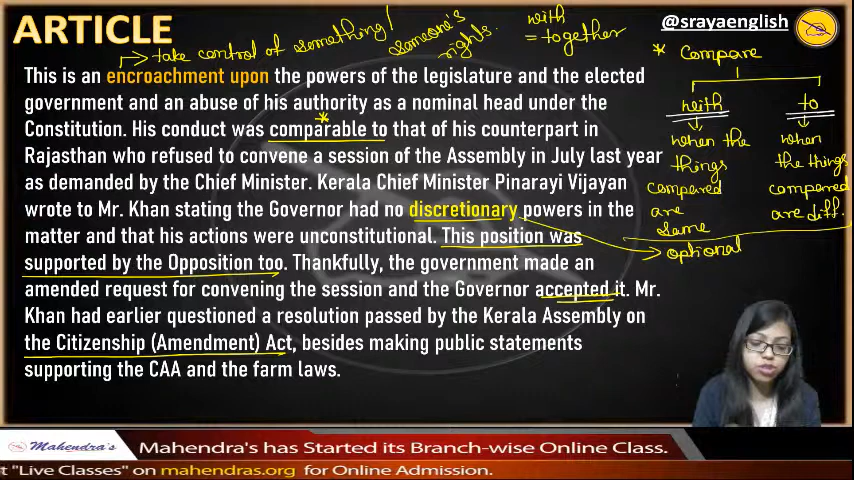 ARTICLE
@srayaenglish
take control of something/
someone's
rights.
with
= together
* Compare
with
to
when the
things
compared
are
same
when
the things
compared
are diff.
optional
This is an encroachment upon the powers of the legislature and the elected
government and an abuse of his authority as a nominal head under the
*
Constitution. His conduct was comparable to that of his counterpart in
Rajasthan who refused to convene a session of the Assembly in July last year
as demanded by the Chief Minister. Kerala Chief Minister Pinarayi Vijayan
wrote to Mr. Khan stating the Governor had no discretionary powers in the
matter and that his actions were unconstitutional. This position was
supported by the Opposition too. Thankfully, the government made an
amended request for convening the session and the Governor accepted it. Mr.
Khan had earlier questioned a resolution passed by the Kerala Assembly on
the Citizenship (Amendment) Act, besides making public statements
supporting the CAA and the farm laws.
Mahendra's
Mahendra's has Started its Branch-wise Online Class.
t "Live Classes" on mahendras.org for Online Admission.